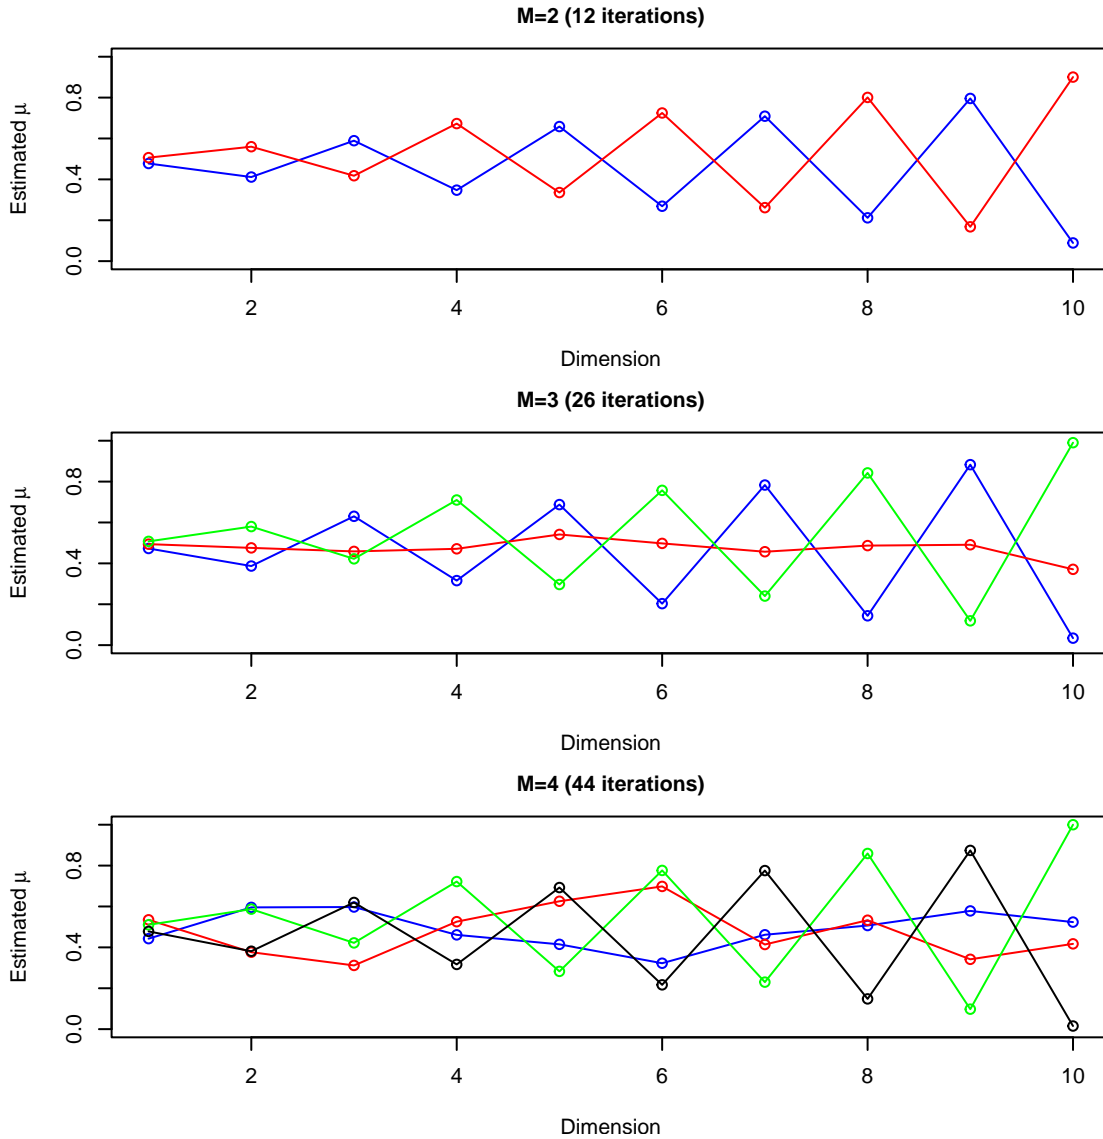 M=2 (12 iterations)
Estimated μ
0.0 0.4 0.8
2 4 6 8 10
Dimension
M=3 (26 iterations)
Estimated μ
0.0 0.4 0.8
2 4 6 8 10
Dimension
M=4 (44 iterations)
Estimated μ
0.0 0.4 0.8
2 4 6 8 10
Dimension